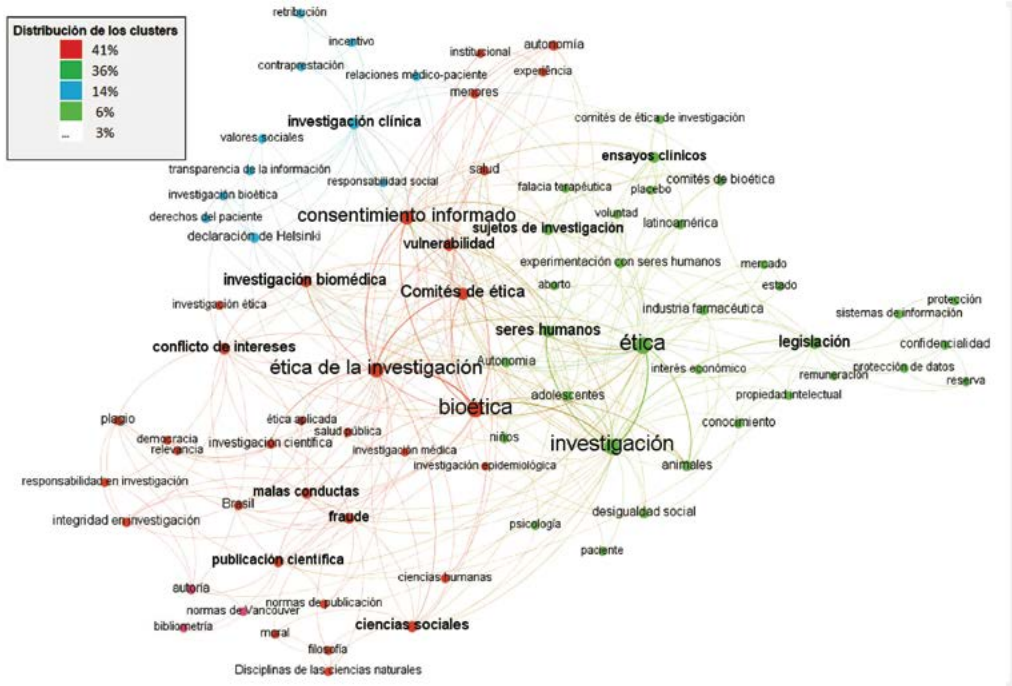 Distribución de los clusters
41%
36%
14%
6%
... 3%
retribución
incentivo
contraprestación
relaciones médico-paciente
institucional
autonomía
experiência
menores
investigación clínica
valores sociales
transparencia de la información
responsabilidad social
salud
investigación bioética
derechos del paciente
declaración de Helsinki
comités de ética de investigación
ensayos clínicos
falacia terapéutica
placebo
comités de bioética
voluntad
latinoamérica
consentimiento informado
sujetos de investigación
vulnerabilidad
experimentación con seres humanos
mercado
aborto
estado
investigación biomédica
Comités de ética
investigación ética
industria farmacéutica
protección
sistemas de información
seres humanos
ética
legislación
confidencialidad
conflicto de intereses
ética de la investigación
Autonomia
interés económico
remuneración
protección de datos
reserva
adolescentes
propiedad intelectual
bioética
conocimiento
plagio
ética aplicada
salud pública
democracia
relevancia
investigación científica
investigación médica
niños
investigación
investigación epidemiológica
animales
responsabilidad en investigación
malas conductas
Brasil
fraude
integridad en investigación
desigualdad social
psicología
paciente
publicación científica
ciencias humanas
autoría
normas de Vancouver
normas de publicación
bibliometría
moral
ciencias sociales
filosofía
Disciplinas de las ciencias naturales